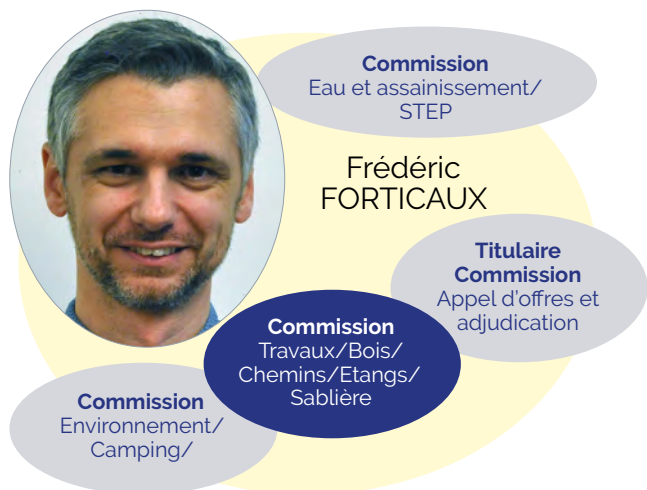 Commission
Eau et assainissement/
STEP
Frédéric
FORTICAUX
Titulaire
Commission
Appel d'offres et
adjudication
Commission
Travaux/Bois/
Chemins/Etangs/
Sablière
Commission
Environnement/
Camping/